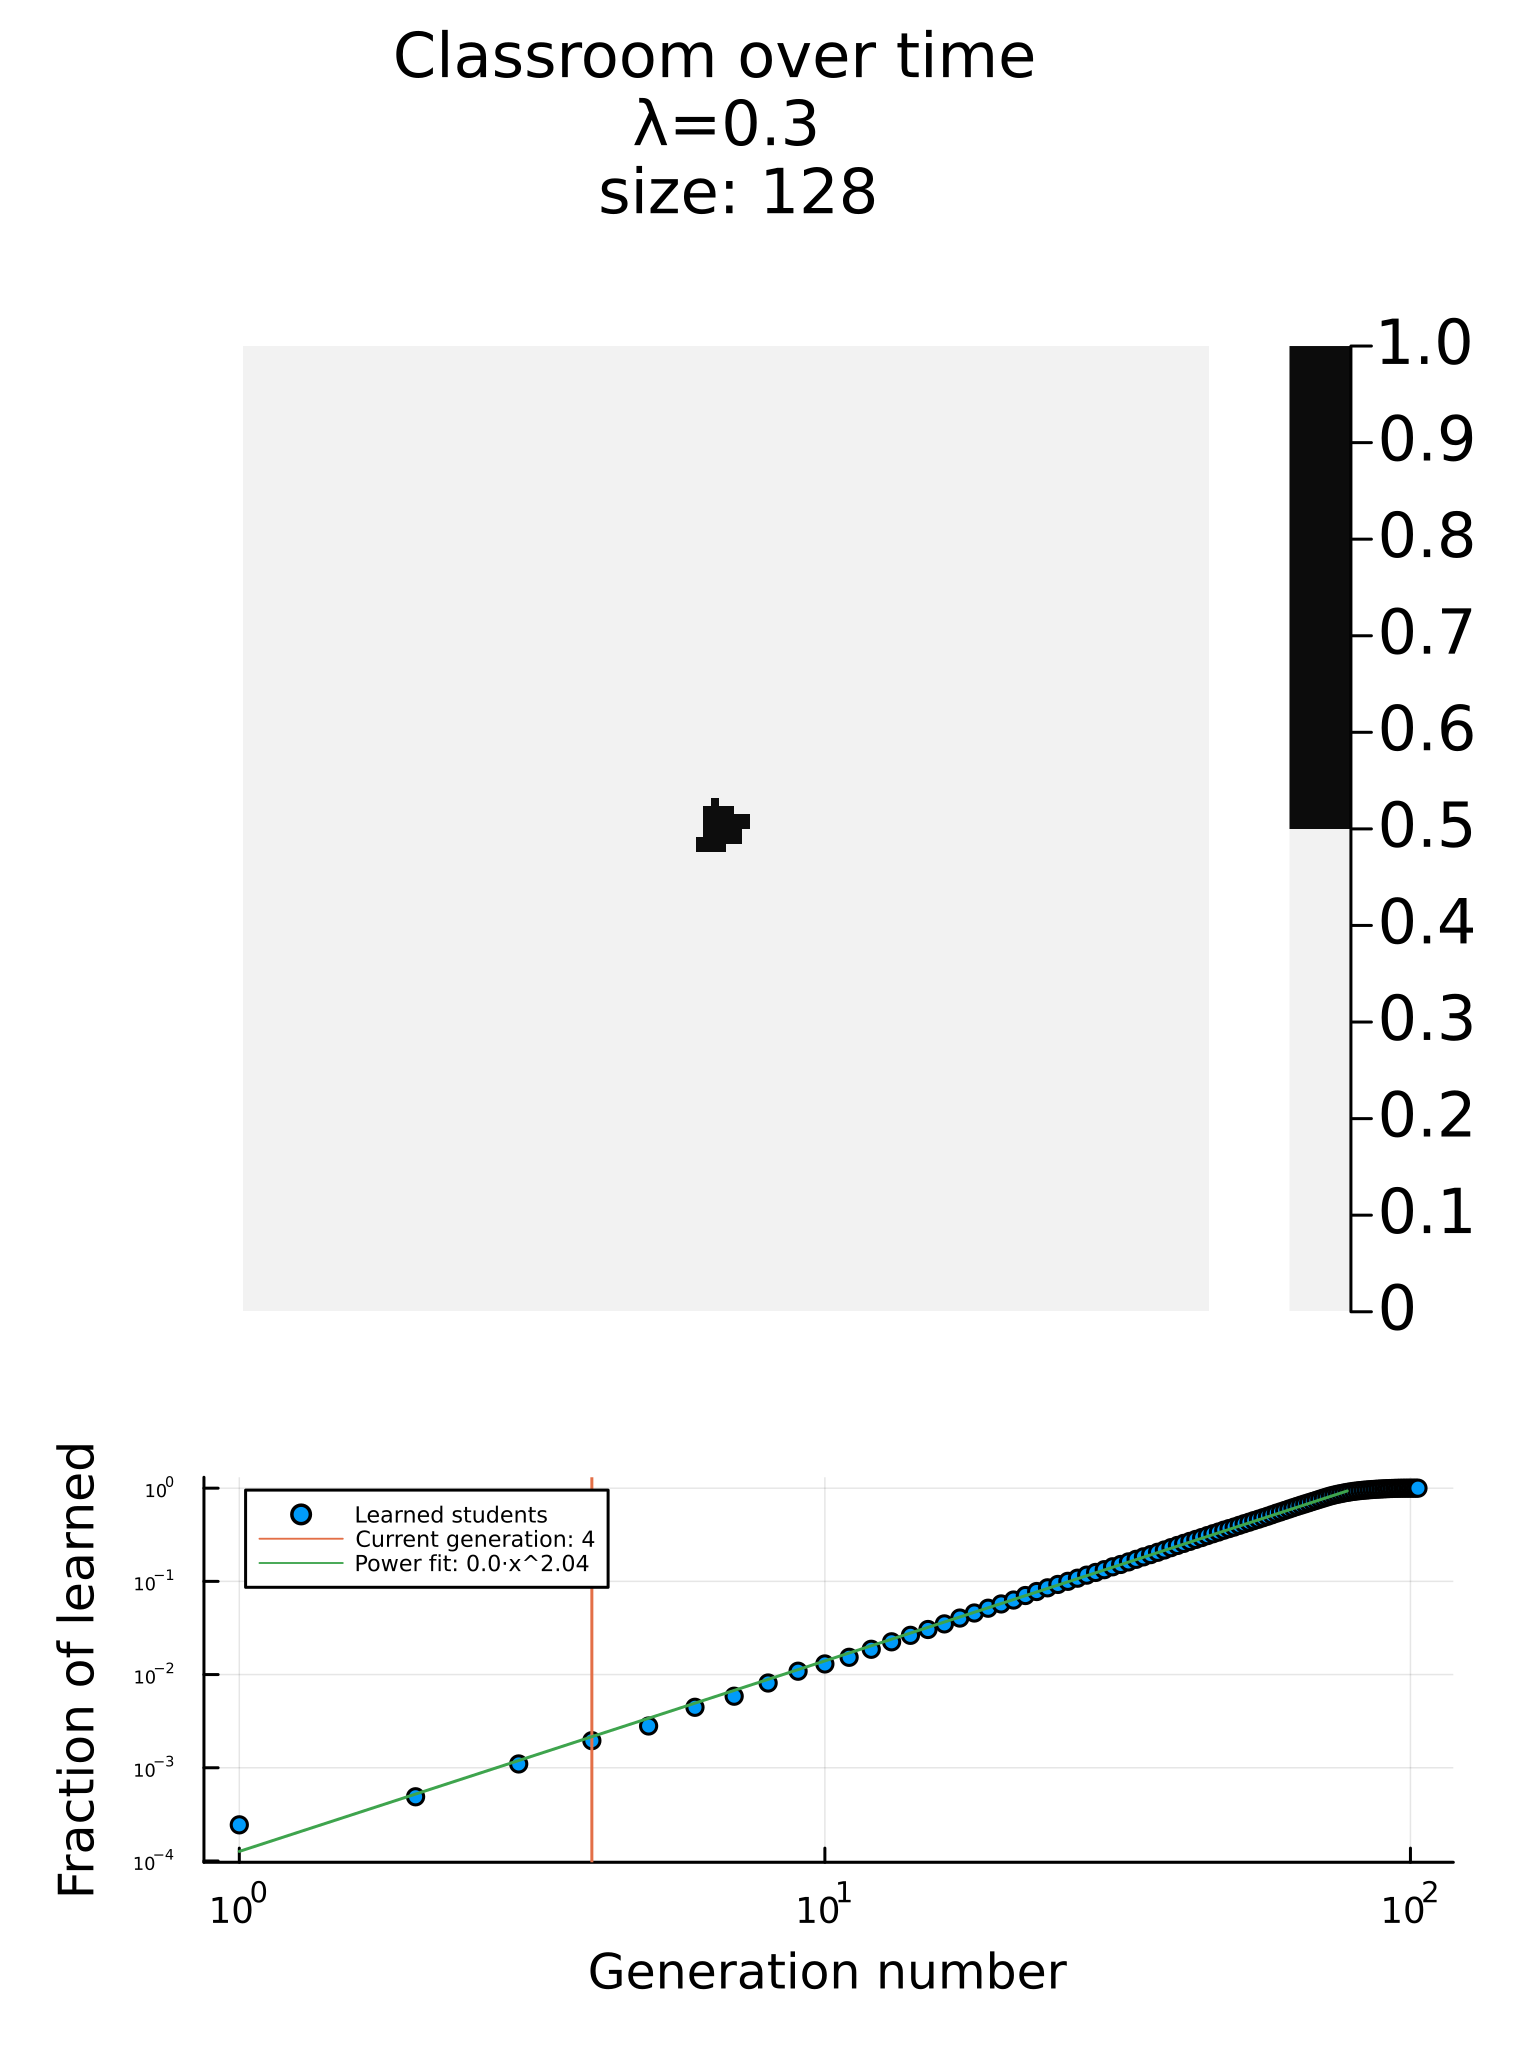 Classroom over time
λ=0.3
size: 128
1.0
0.9
0.8
0.7
0.6
0.5
0.4
0.3
0.2
0.1
0
Fraction of learned
10^0
10^-1
10^-2
10^-3
10^-4
Learned students
Current generation: 4
Power fit: 0.0·x^2.04
10^0 10^1 10^2
Generation number